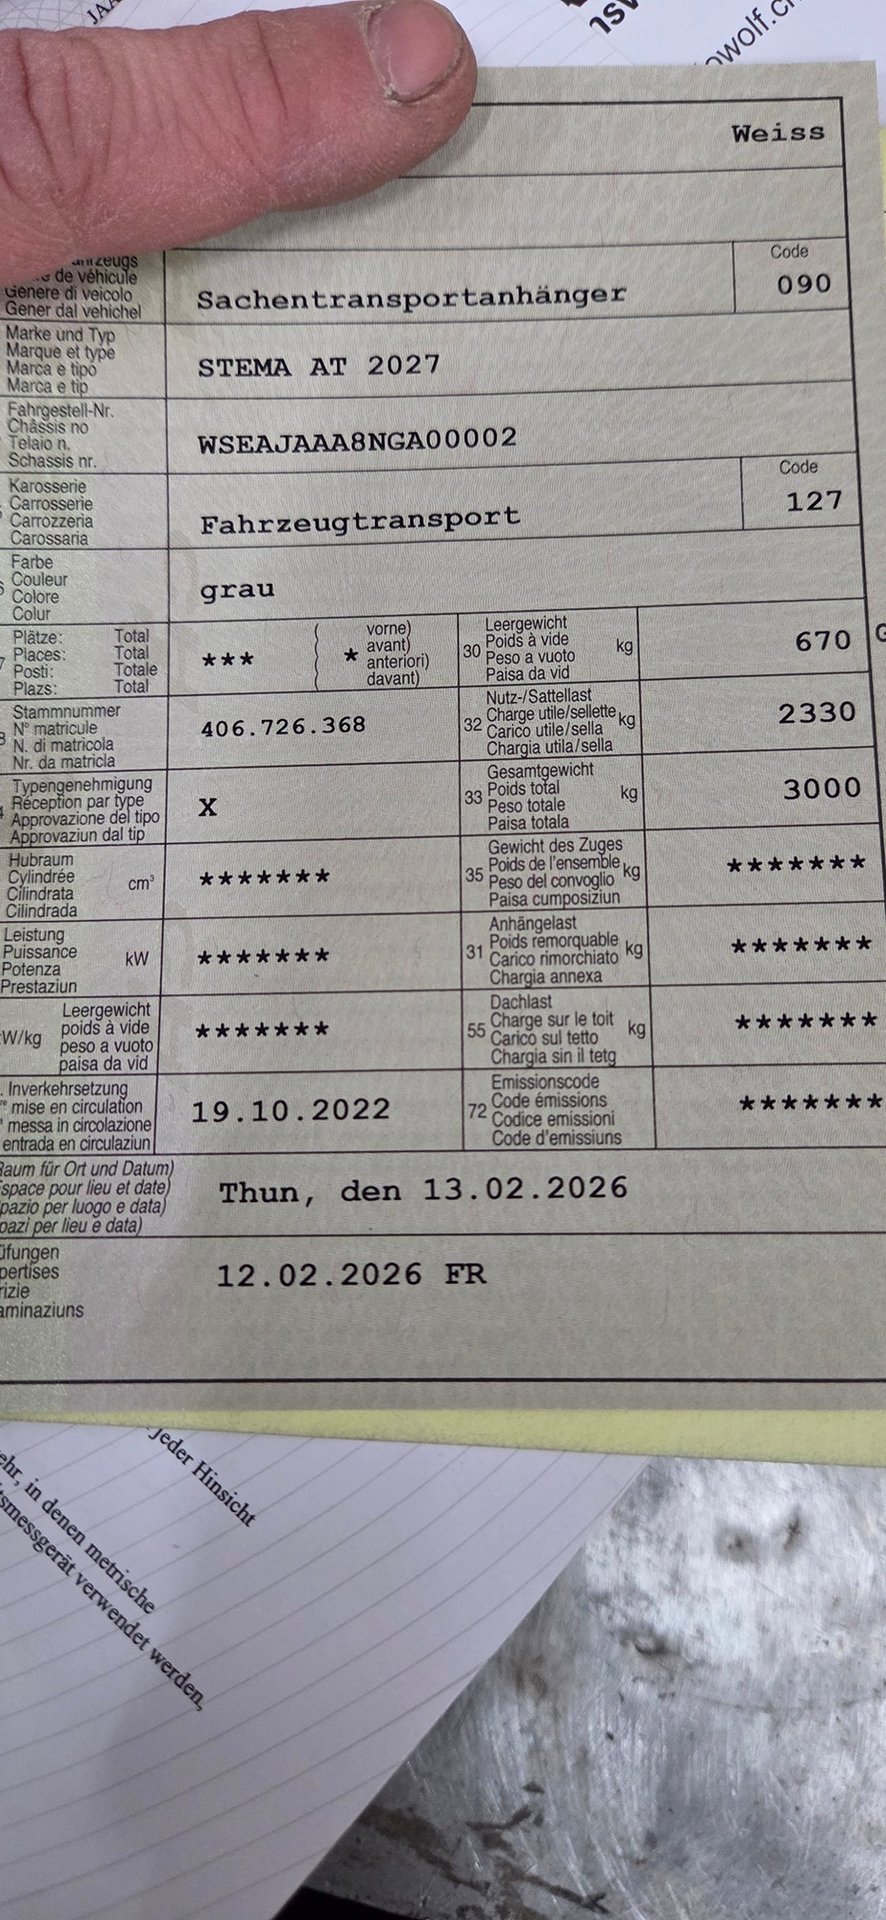 JAA
owolf.c
Weiss
de véhicule
Genere di veicolo
Gener dal vehichel
Sachentransportanhänger
Code
090
Marke und Typ
Marque et type
Marca e tipo
Marca e tip
STEMA AT 2027
Fahrgestell-Nr.
Châssis no
Telaio n.
Schassis nr.
WSEAJAAA8NGA00002
Karosserie
Carrosserie
Carrozzeria
Carossaria
Fahrzeugtransport
Code
127
Farbe
Couleur
Colore
Colur
grau
Plätze: Total
Places: Total
Posti: Totale
Plazs: Total
*** ( * vorne)
avant)
anteriori)
davant)
30 Leergewicht
Poids à vide
Peso a vuoto
Paisa da vid
kg
670
G
Stammnummer
N° matricule
N. di matricola
Nr. da matricla
406.726.368
32 Nutz-/Sattellast
Charge utile/sellette
Carico utile/sella
Chargia utila/sella
kg
2330
Typengenehmigung
Réception par type
Approvazione del tipo
Approvaziun dal tip
X
33 Gesamtgewicht
Poids total
Peso totale
Paisa totala
kg
3000
Hubraum
Cylindrée
Cilindrata
Cilindrada
cm³
*******
35 Gewicht des Zuges
Poids de l'ensemble
Peso del convoglio
Paisa cumposiziun
kg
*******
Leistung
Puissance
Potenza
Prestaziun
kW
*******
31 Anhängelast
Poids remorquable
Carico rimorchiato
Chargia annexa
kg
*******
W/kg
Leergewicht
poids à vide
peso a vuoto
paisa da vid
*******
55 Dachlast
Charge sur le toit
Carico sul tetto
Chargia sin il tetg
kg
*******
. Inverkehrsetzung
mise en circulation
messa in circolazione
entrada en circulaziun
19.10.2022
72 Emissionscode
Code émissions
Codice emissioni
Code d'emissiuns
*******
Raum für Ort und Datum)
space pour lieu et date)
pazio per luogo e data)
pazi per lieu e data)
Thun, den 13.02.2026
üfungen
pertises
rizie
aminaziuns
12.02.2026 FR
jeder Hinsicht
ehr, in denen metrische
tsmessgerät verwendet werden,